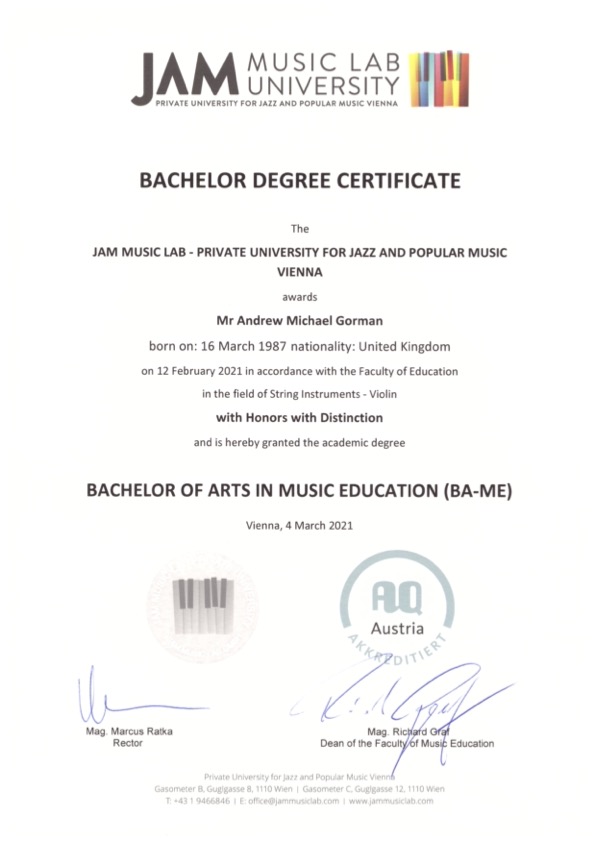 JAM MUSIC LAB
UNIVERSITY
PRIVATE UNIVERSITY FOR JAZZ AND POPULAR MUSIC VIENNA
BACHELOR DEGREE CERTIFICATE
The
JAM MUSIC LAB - PRIVATE UNIVERSITY FOR JAZZ AND POPULAR MUSIC
VIENNA
awards
Mr Andrew Michael Gorman
born on: 16 March 1987 nationality: United Kingdom
on 12 February 2021 in accordance with the Faculty of Education
in the field of String Instruments - Violin
with Honors with Distinction
and is hereby granted the academic degree
BACHELOR OF ARTS IN MUSIC EDUCATION (BA-ME)
Vienna, 4 March 2021
AQ
Austria
AKKREDITIERT
Mag. Marcus Ratka
Rector
Mag. Richard Graf
Dean of the Faculty of Music Education
Private University for Jazz and Popular Music Vienna
Gasometer B, Guglgasse 8, 1110 Wien | Gasometer C, Guglgasse 12, 1110 Wien
T: +43 1 9466846 | E: office@jammusiclab.com | www.jammusiclab.com